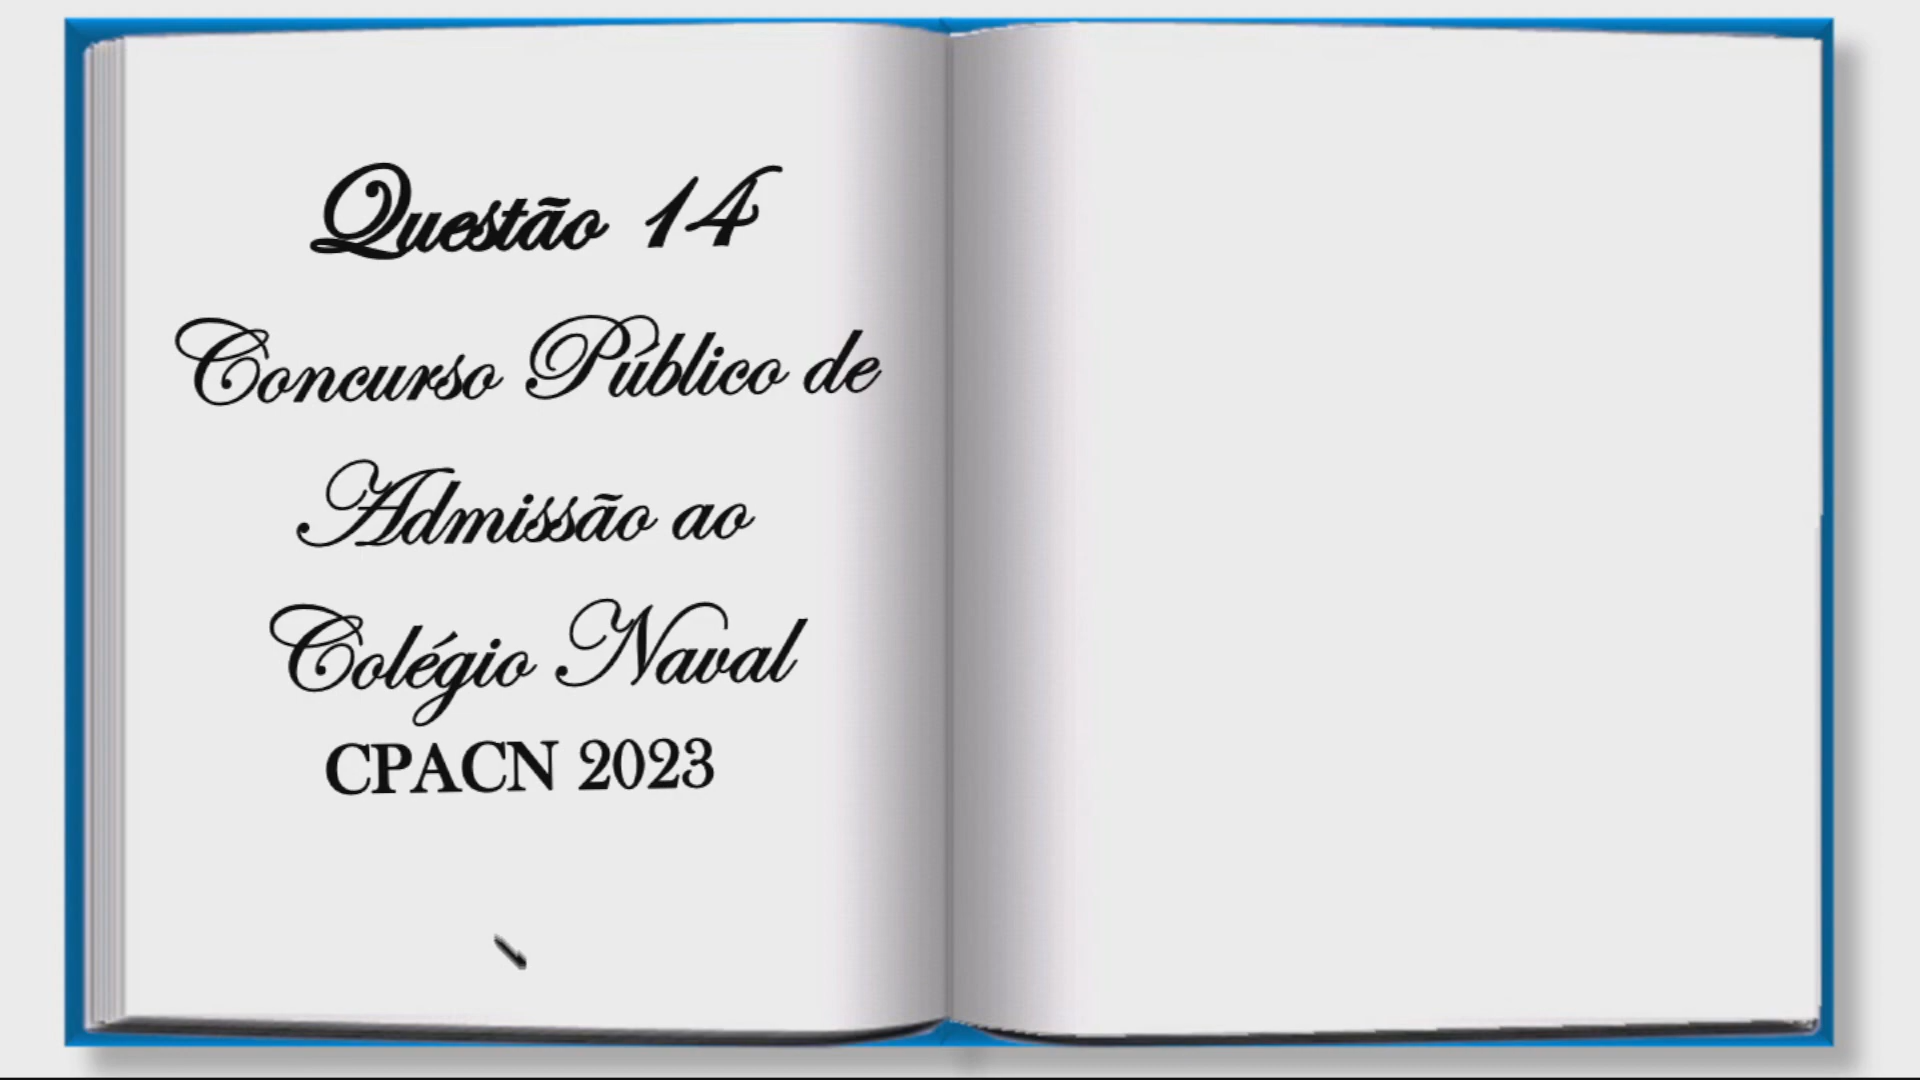 Questão 14
Concurso Público de
Admissão ao
Colégio Naval
CPACN 2023